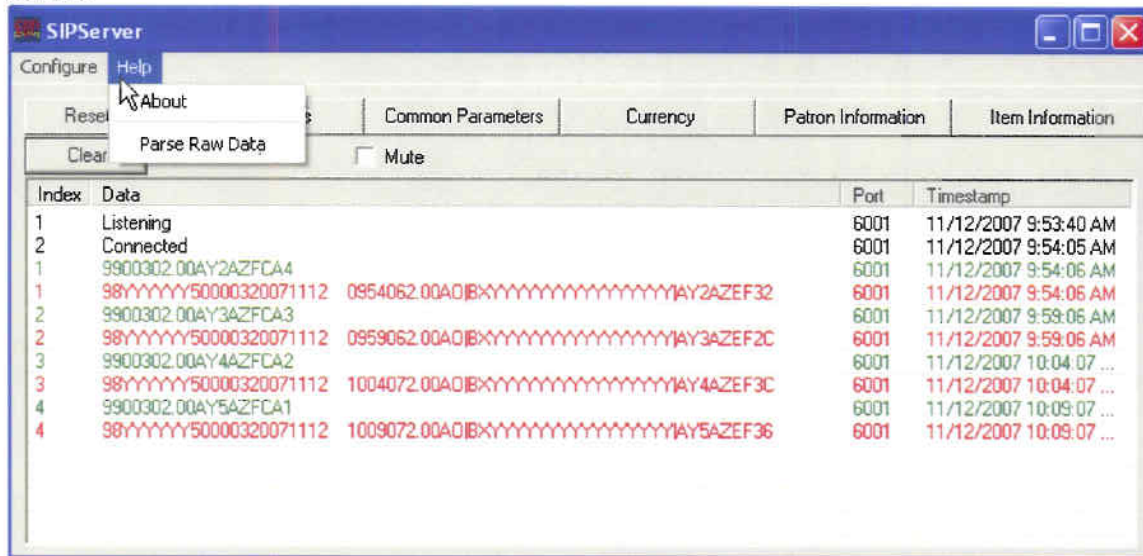 SIPServer
Configure Help
About
Parse Raw Data
Common Parameters Currency Patron Information Item Information
Clear Mute
Index Data Port Timestamp
1 Listening 6001 11/12/2007 9:53:40 AM
2 Connected 6001 11/12/2007 9:54:05 AM
1 9900302.00AY2AZFCA4 6001 11/12/2007 9:54:06 AM
1 98YYYYYY50000320071112 0954062.00AO|BXYYYYYYYYYYYYYYYY|AY2AZEF32 6001 11/12/2007 9:54:06 AM
2 9900302.00AY3AZFCA3 6001 11/12/2007 9:59:06 AM
2 98YYYYYY50000320071112 0959062.00AO|BXYYYYYYYYYYYYYYYY|AY3AZEF2C 6001 11/12/2007 9:59:06 AM
3 9900302.00AY4AZFCA2 6001 11/12/2007 10:04:07 ...
3 98YYYYYY50000320071112 1004072.00AO|BXYYYYYYYYYYYYYYYY|AY4AZEF3C 6001 11/12/2007 10:04:07 ...
4 9900302.00AY5AZFCA1 6001 11/12/2007 10:09:07 ...
4 98YYYYYY50000320071112 1009072.00AO|BXYYYYYYYYYYYYYYYY|AY5AZEF36 6001 11/12/2007 10:09:07 ...